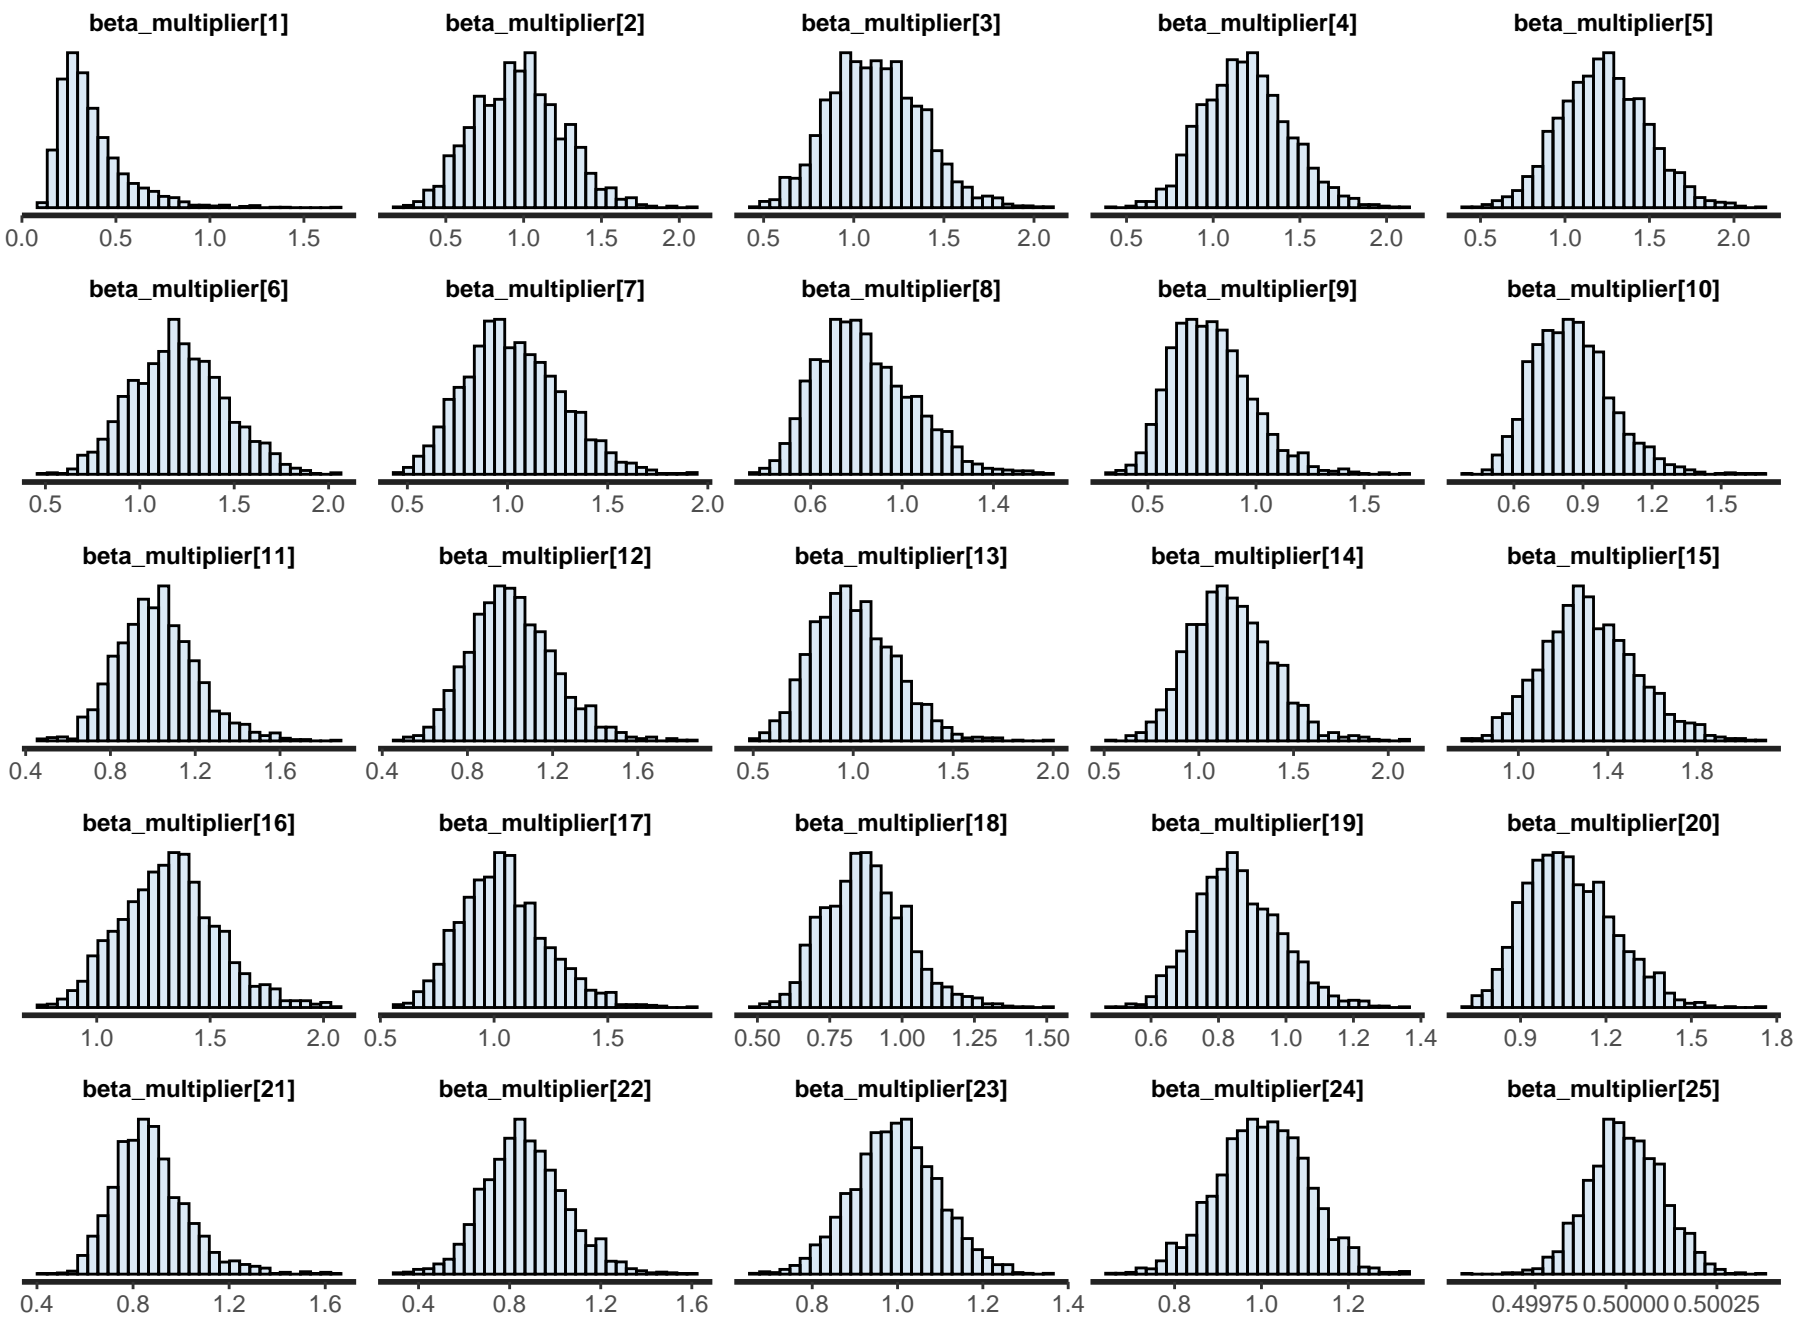 beta_multiplier[1] beta_multiplier[2] beta_multiplier[3] beta_multiplier[4] beta_multiplier[5]
0.0 0.5 1.0 1.5 0.5 1.0 1.5 2.0 0.5 1.0 1.5 2.0 0.5 1.0 1.5 2.0 0.5 1.0 1.5 2.0
beta_multiplier[6] beta_multiplier[7] beta_multiplier[8] beta_multiplier[9] beta_multiplier[10]
0.5 1.0 1.5 2.0 0.5 1.0 1.5 2.0 0.6 1.0 1.4 0.5 1.0 1.5 0.6 0.9 1.2 1.5
beta_multiplier[11] beta_multiplier[12] beta_multiplier[13] beta_multiplier[14] beta_multiplier[15]
0.4 0.8 1.2 1.6 0.4 0.8 1.2 1.6 0.5 1.0 1.5 2.0 0.5 1.0 1.5 2.0 1.0 1.4 1.8
beta_multiplier[16] beta_multiplier[17] beta_multiplier[18] beta_multiplier[19] beta_multiplier[20]
1.0 1.5 2.0 0.5 1.0 1.5 0.50 0.75 1.00 1.25 1.50 0.6 0.8 1.0 1.2 1.4 0.9 1.2 1.5 1.8
beta_multiplier[21] beta_multiplier[22] beta_multiplier[23] beta_multiplier[24] beta_multiplier[25]
0.4 0.8 1.2 1.6 0.4 0.8 1.2 1.6 0.8 1.0 1.2 1.4 0.8 1.0 1.2 0.49975 0.50000 0.50025